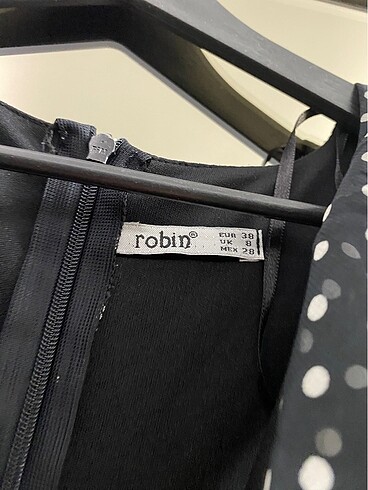 robin®
EUR 38
UK 8
MEX 28